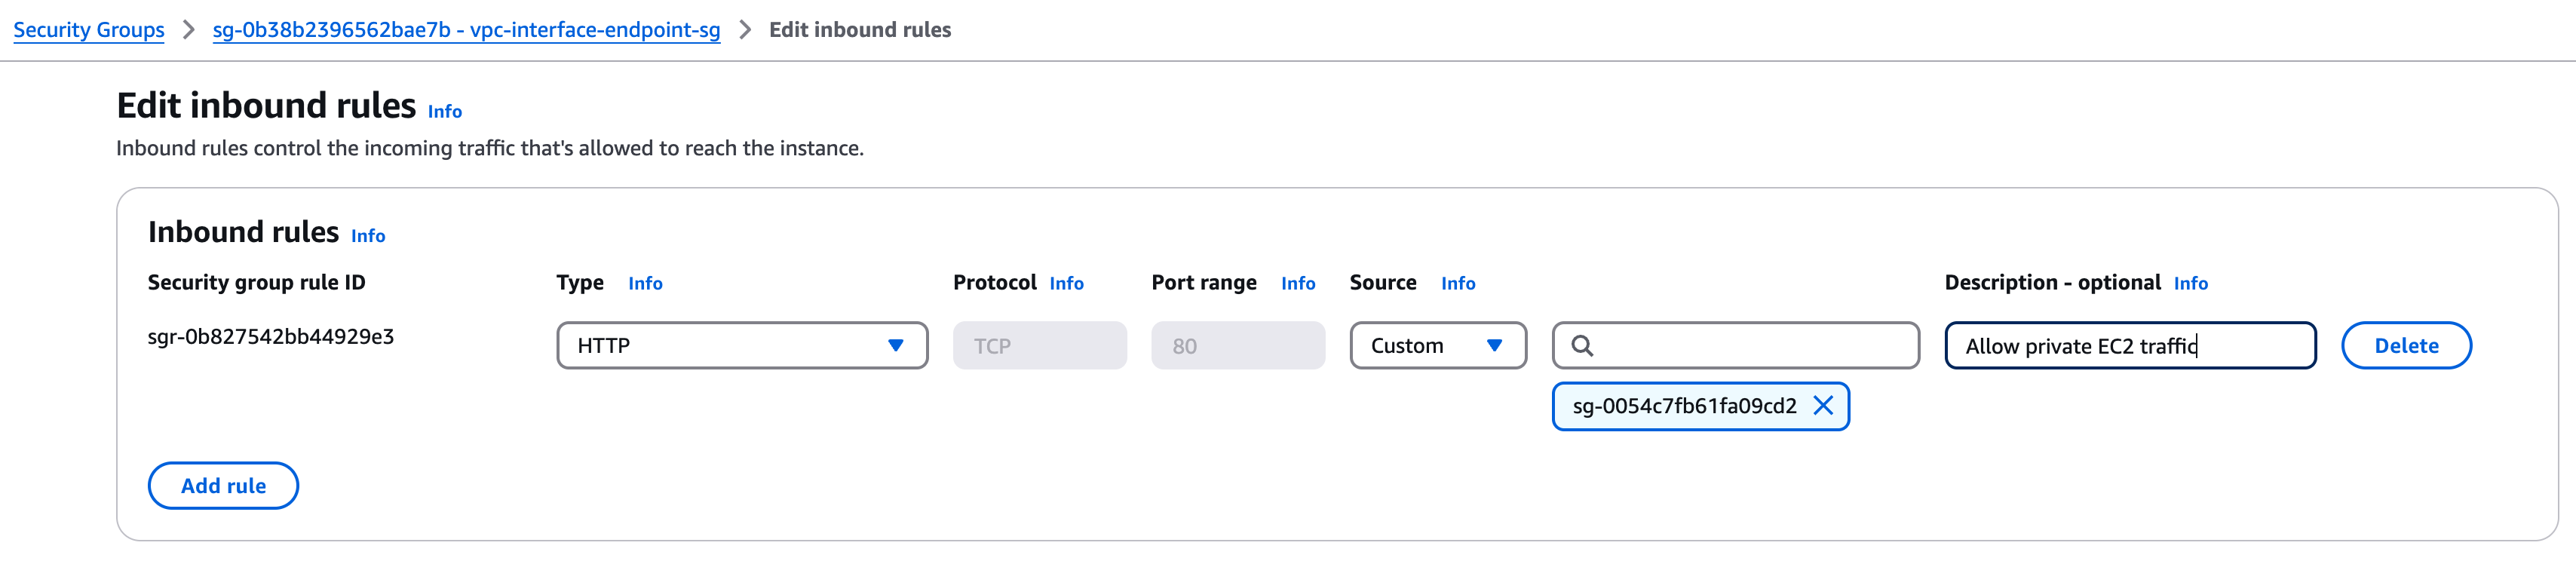 Security Groups > sg-0b38b2396562bae7b - vpc-interface-endpoint-sg > Edit inbound rules
Edit inbound rules Info
Inbound rules control the incoming traffic that's allowed to reach the instance.
Inbound rules Info
Security group rule ID Type Info Protocol Info Port range Info Source Info Description - optional Info
sgr-0b827542bb44929e3 HTTP TCP 80 Custom Allow private EC2 traffic Delete
sg-0054c7fb61fa09cd2
Add rule